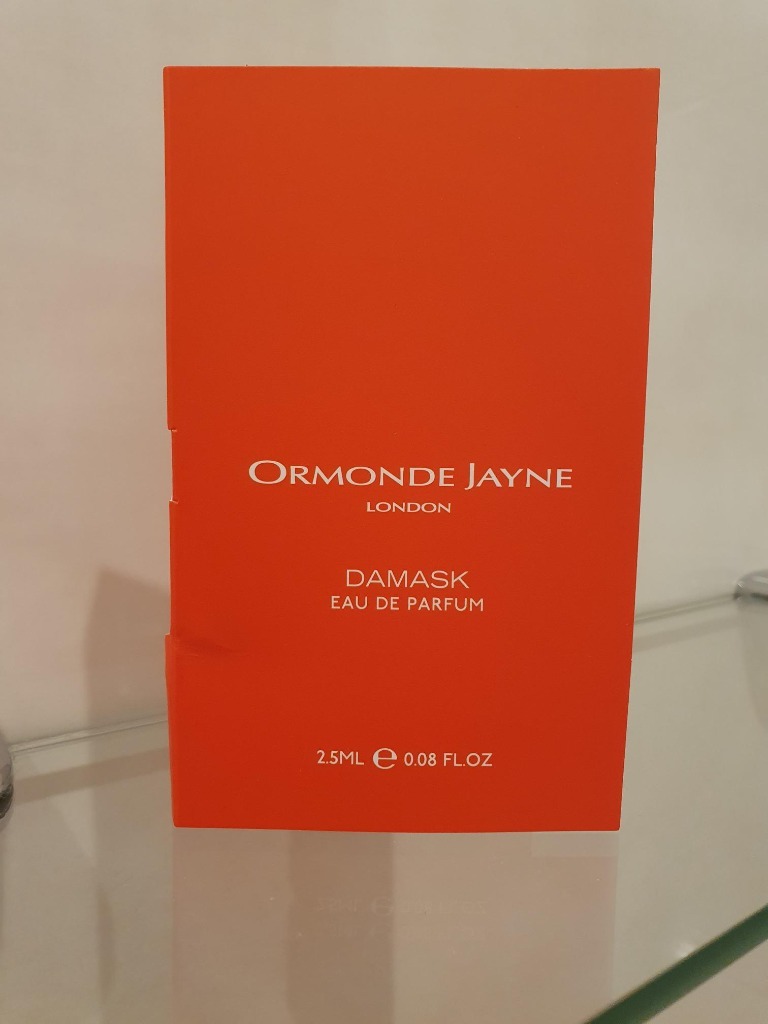 ORMONDE JAYNE
LONDON
DAMASK
EAU DE PARFUM
2.5ML ℮ 0.08 FL.OZ